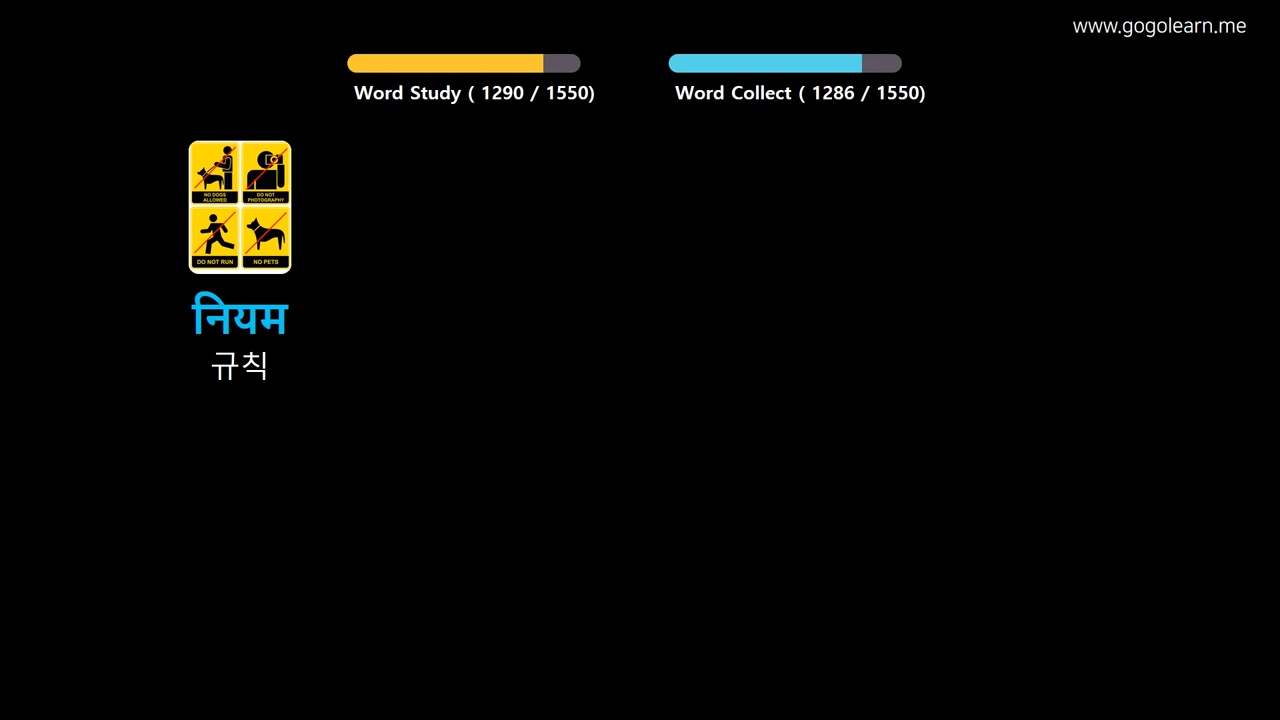 www.gogolearn.me
Word Study ( 1290 / 1550)
Word Collect ( 1286 / 1550)
NO DOGS
ALLOWED
DO NOT
PHOTOGRAPHY
DO NOT RUN
NO PETS
नियम
규칙